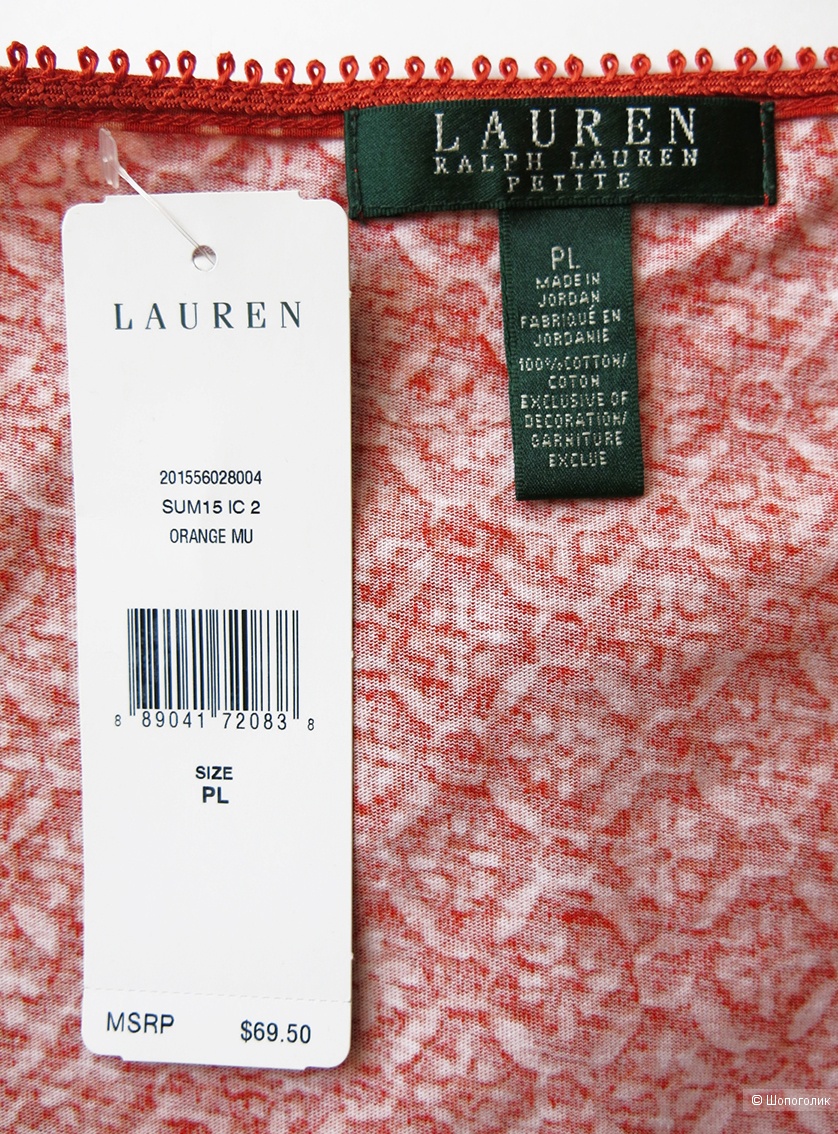 LAUREN
RALPH LAUREN
PETITE
PL
MADE IN
JORDAN
FABRIQUÉ EN
JORDANIE
100%COTTON/
COTON
EXCLUSIVE OF
DECORATION/
GARNITURE
EXCLUE
LAUREN
201556028004
SUM15 IC 2
ORANGE MU
8 89041 72083 8
SIZE
PL
MSRP $69.50
© Шопоголик